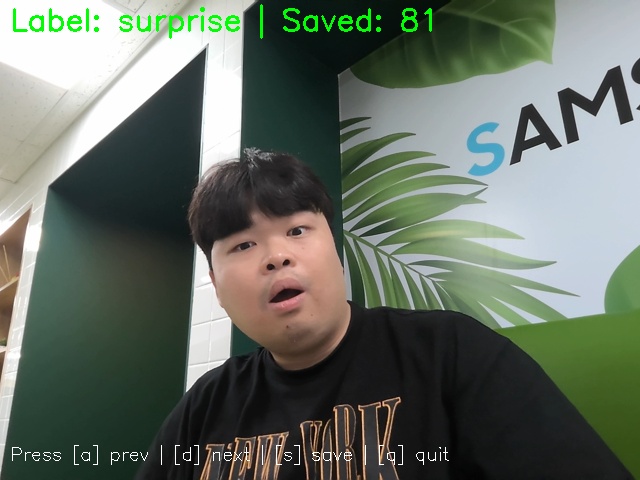 Label: surprise | Saved: 81
SAMS
NEW YORK
Press [a] prev | [d] next | [s] save | [q] quit